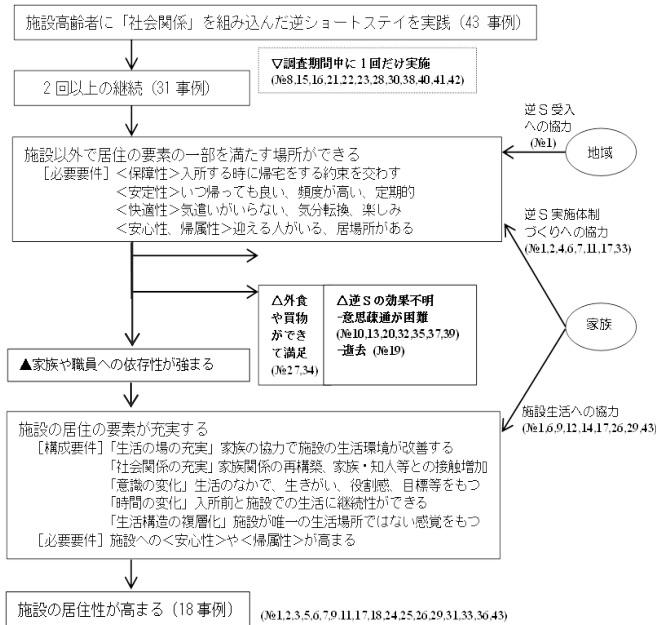 施設高齢者に「社会関係」を組み込んだ逆ショートステイを実践（43 事例）
▽調査期間中に１回だけ実施
(№8,15,16,21,22,23,28,30,38,40,41,42)
2 回以上の継続（31 事例）
逆Ｓ受入
への協力
(№1)
地域
施設以外で居住の要素の一部を満たす場所ができる
［必要要件］＜保障性＞入所する時に帰宅をする約束を交わす
＜安定性＞いつ帰っても良い、頻度が高い、定期的
＜快適性＞気遣いがいらない、気分転換、楽しみ
＜安心性、帰属性＞迎える人がいる、居場所がある
逆Ｓ実施体制
づくりへの協力
(№1,2,4,6,7,11,17,33)
△外食
や買物
ができ
て満足
(№27,34)
△逆Ｓの効果不明
-意思疎通が困難
(№10,13,20,32,35,37,39)
-逝去（№19）
家族
▲家族や職員への依存性が強まる
施設生活への協力
(№1,6,9,12,14,17,26,29,43)
施設の居住の要素が充実する
［構成要件］「生活の場の充実」家族の協力で施設の生活環境が改善する
「社会関係の充実」家族関係の再構築、家族・知人等との接触増加
「意識の変化」生活のなかで、生きがい、役割感、目標等をもつ
「時間の変化」入所前と施設での生活に継続性ができる
「生活構造の複層化」施設が唯一の生活場所ではない感覚をもつ
［必要要件］施設への＜安心性＞や＜帰属性＞が高まる
施設の居住性が高まる（18 事例）
(№1,2,3,5,6,7,9,11,17,18,24,25,26,29,31,33,36,43)